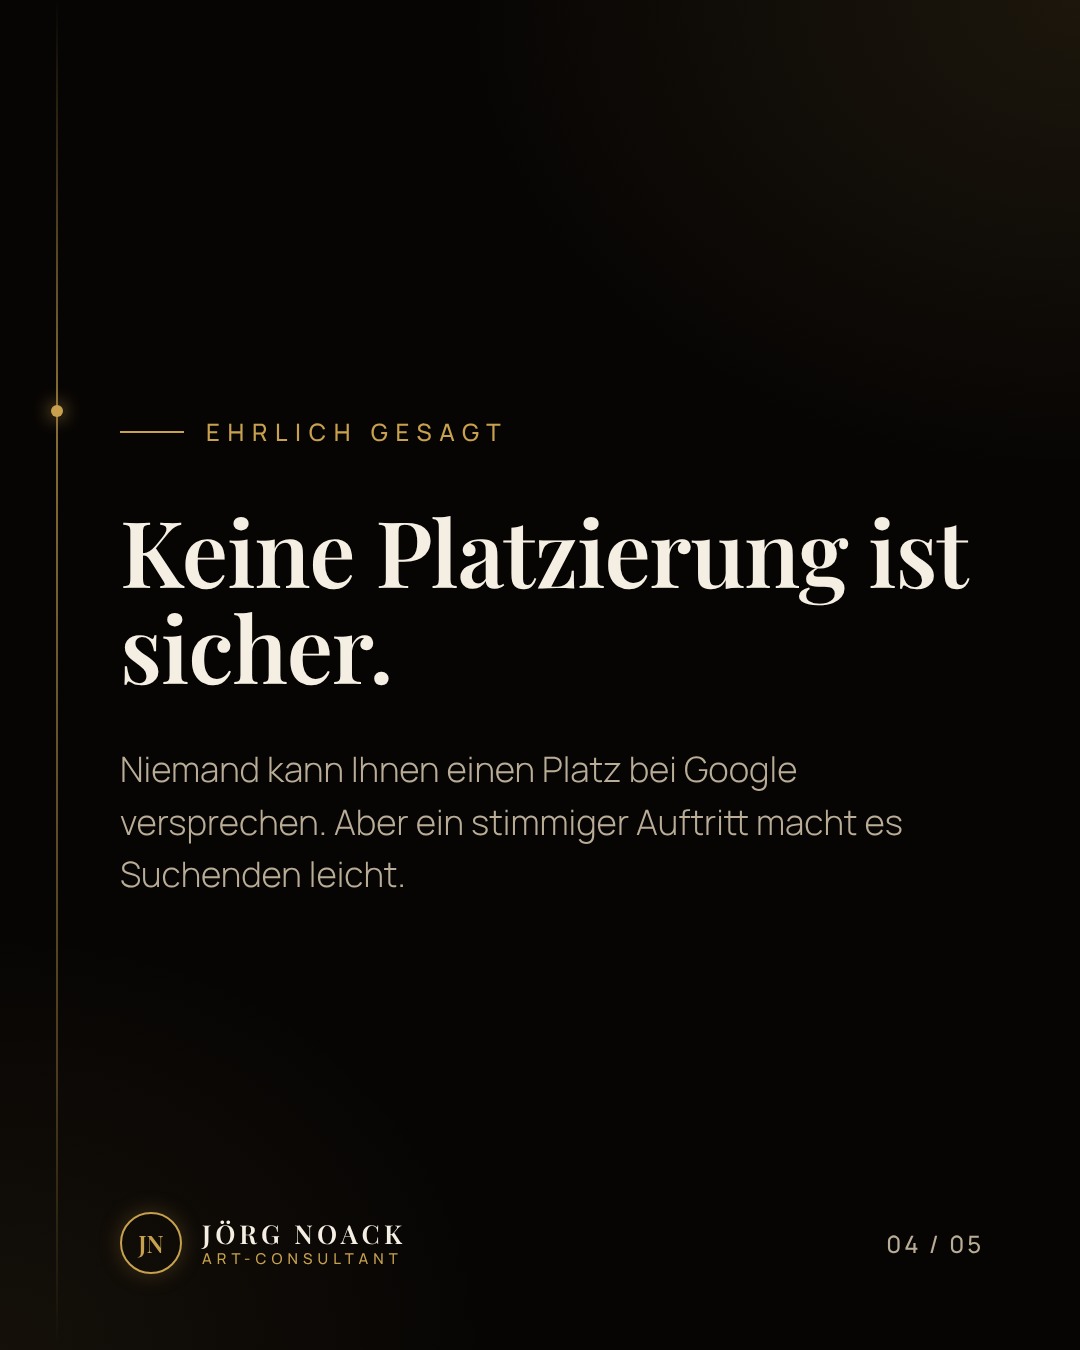 EHRLICH GESAGT
Keine Platzierung ist
sicher.
Niemand kann Ihnen einen Platz bei Google
versprechen. Aber ein stimmiger Auftritt macht es
Suchenden leicht.
JN
JÖRG NOACK
ART-CONSULTANT
04 / 05